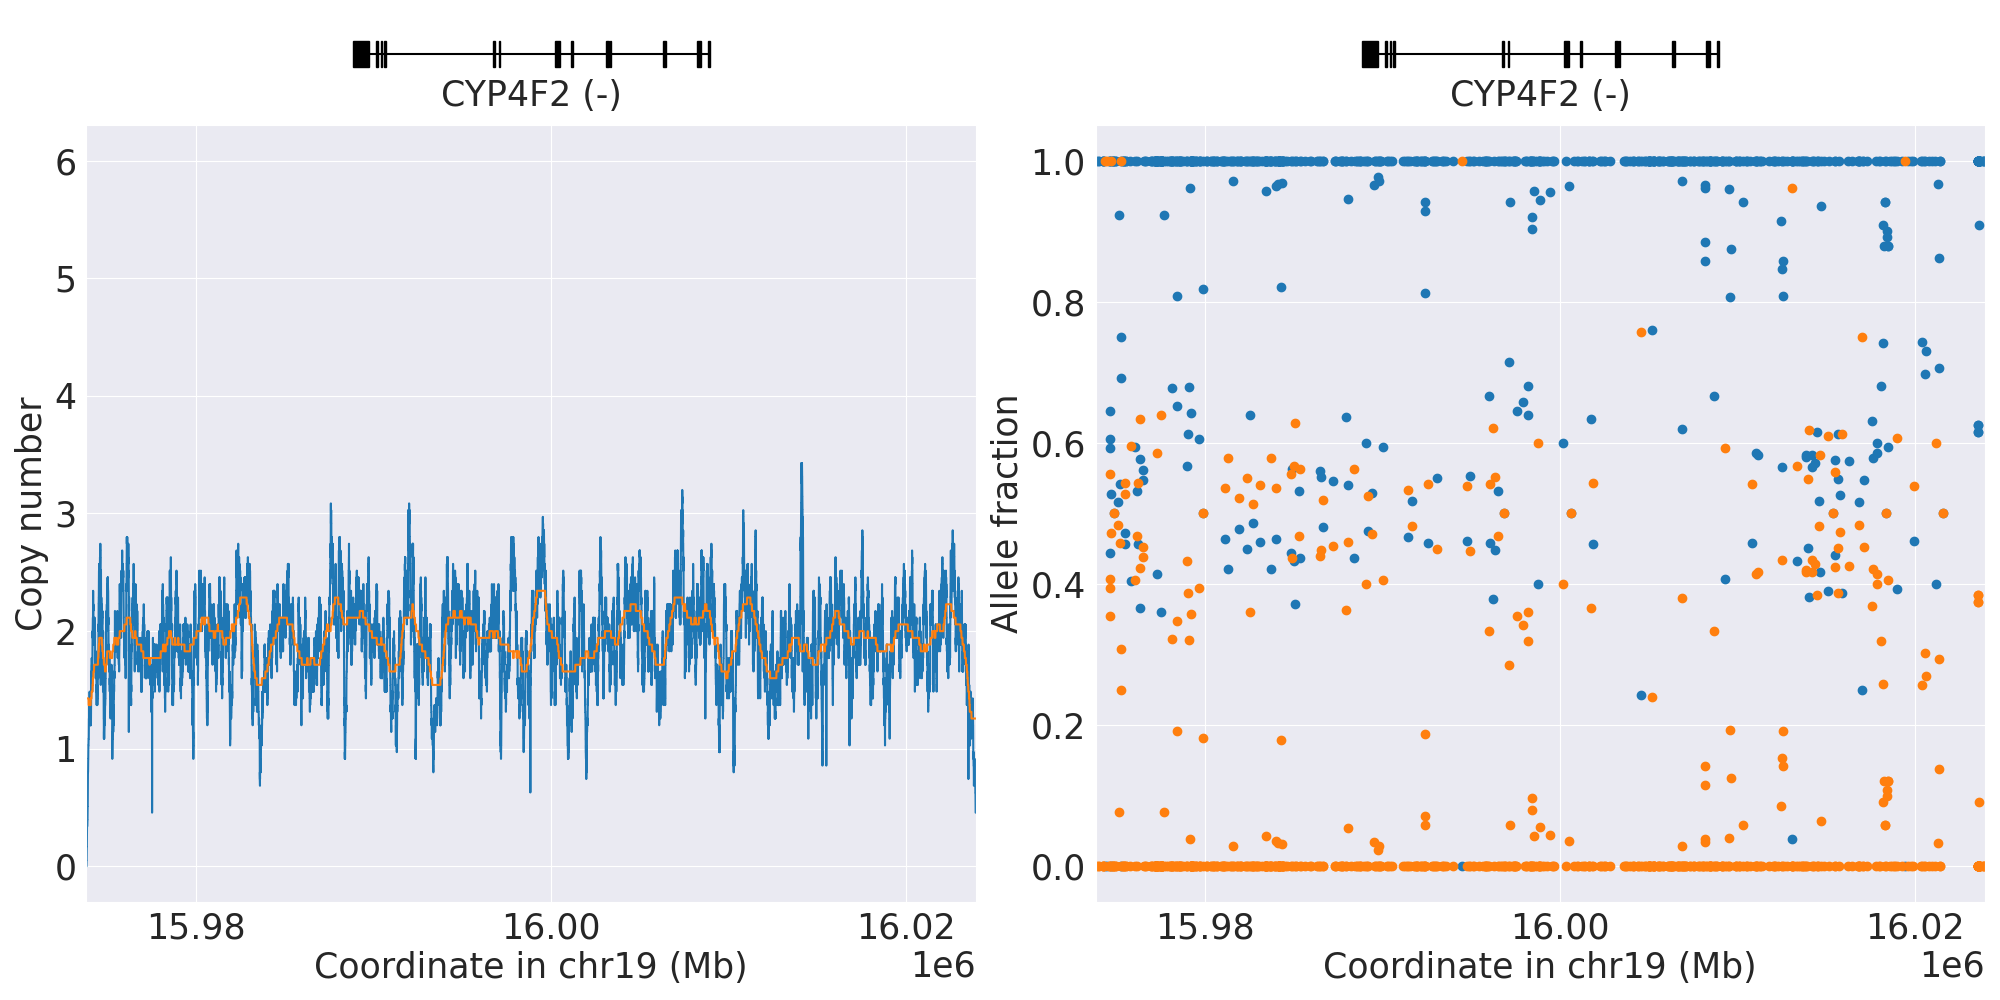 CYP4F2 (-)
6
5
4
3
2
1
0
Copy number
15.98
16.00
16.02
Coordinate in chr19 (Mb)
1e6
CYP4F2 (-)
1.0
0.8
0.6
0.4
0.2
0.0
Allele fraction
15.98
16.00
16.02
Coordinate in chr19 (Mb)
1e6